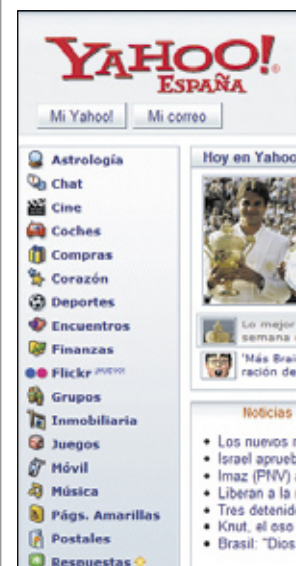 YAHOO!
ESPAÑA
Mi Yahoo!
Mi correo
Astrología
Chat
Cine
Coches
Compras
Corazón
Deportes
Encuentros
Finanzas
Flickr ¡NUEVO!
Grupos
Inmobiliaria
Juegos
Móvil
Música
Págs. Amarillas
Postales
Respuestas
Hoy en Yahoo
Lo mejor
semana
'Más Brai
ración de
Noticias
Los nuevos
Israel aprueb
Imaz (PNV)
Liberan a la
Tres detenid
Knut, el oso
Brasil: "Dios